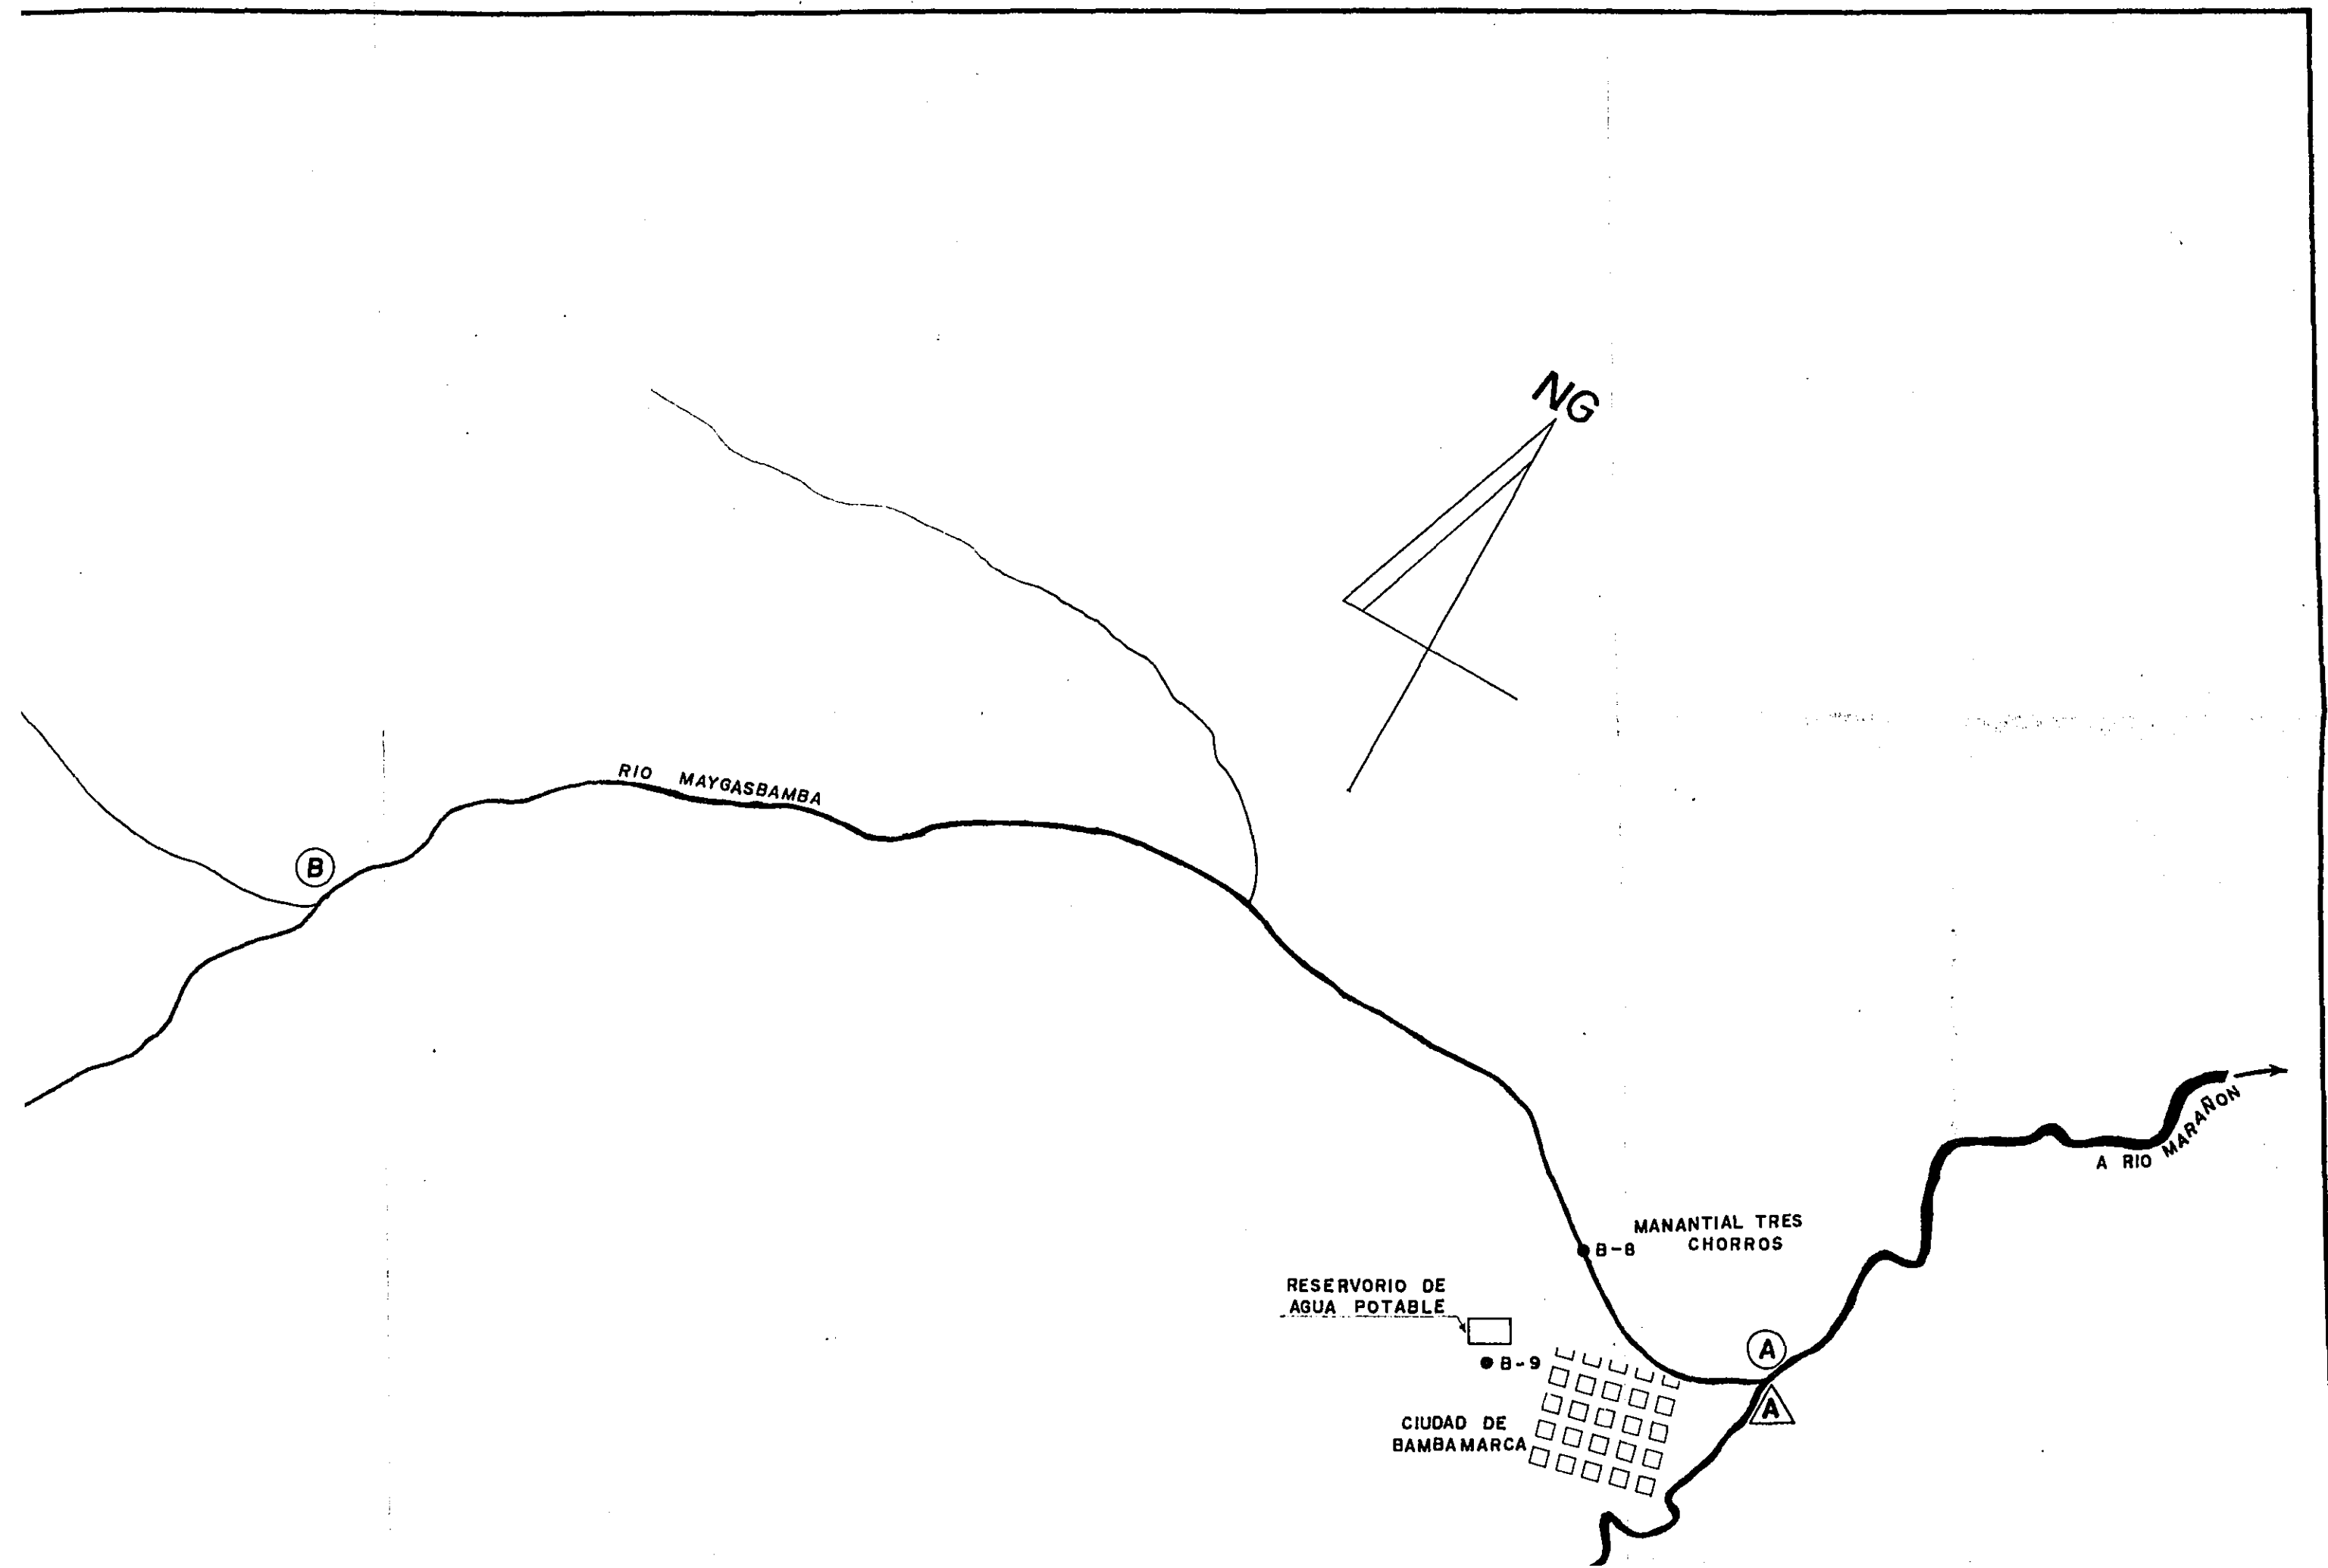 NG
RIO MAYGASBAMBA
B
A RIO MARAÑON
MANANTIAL TRES
CHORROS
B-8
RESERVORIO DE
AGUA POTABLE
B-9
A
A
CIUDAD DE
BAMBAMARCA